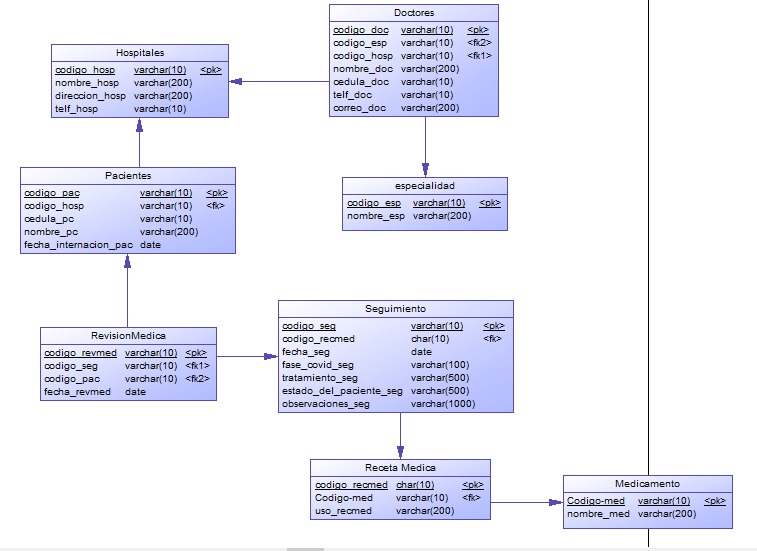 Doctores
codigo_doc varchar(10) <pk>
codigo_esp varchar(10) <fk2>
codigo_hosp varchar(10) <fk1>
nombre_doc varchar(200)
cedula_doc varchar(10)
telf_doc varchar(10)
correo_doc varchar(200)
Hospitales
codigo_hosp varchar(10) <pk>
nombre_hosp varchar(200)
direccion_hosp varchar(200)
telf_hosp varchar(10)
Pacientes
codigo_pac varchar(10) <pk>
codigo_hosp varchar(10) <fk>
cedula_pc varchar(10)
nombre_pc varchar(200)
fecha_internacion_pac date
especialidad
codigo_esp varchar(10) <pk>
nombre_esp varchar(200)
RevisionMedica
codigo_revmed varchar(10) <pk>
codigo_seg varchar(10) <fk1>
codigo_pac varchar(10) <fk2>
fecha_revmed date
Seguimiento
codigo_seg varchar(10) <pk>
codigo_recmed char(10) <fk>
fecha_seg date
fase_covid_seg varchar(100)
tratamiento_seg varchar(500)
estado_del_paciente_seg varchar(500)
observaciones_seg varchar(1000)
Receta Medica
codigo_recmed char(10) <pk>
Codigo-med varchar(10) <fk>
uso_recmed varchar(200)
Medicamento
Codigo-med varchar(10) <pk>
nombre_med varchar(200)